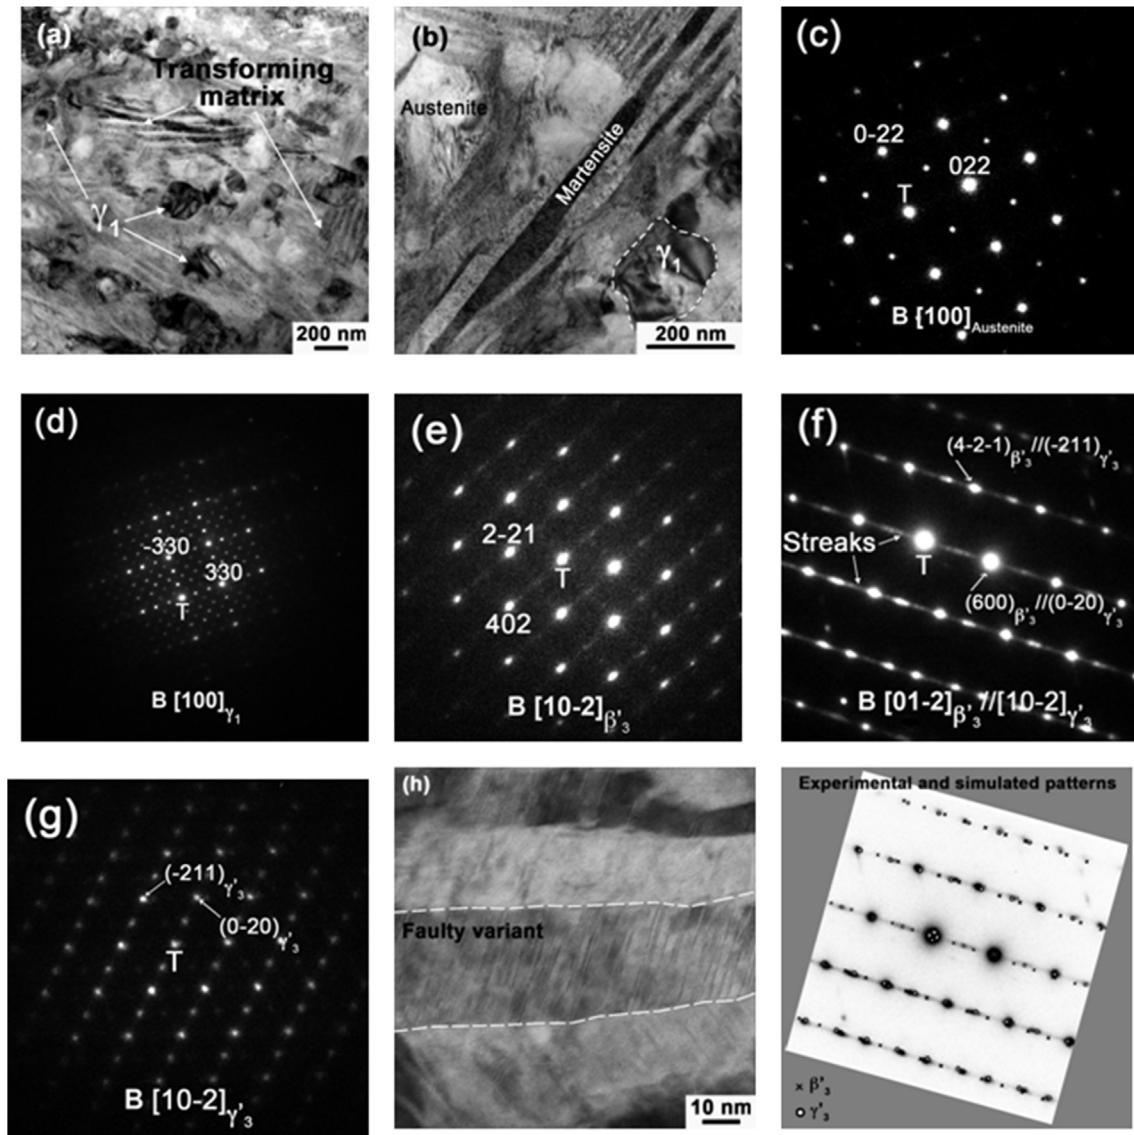 (a)
Transforming
matrix
γ₁
200 nm
(b)
Austenite
Martensite
γ₁
200 nm
(c)
0-22
022
T
B [100]Austenite
(d)
-330
330
T
B [100]γ₁
(e)
2-21
T
402
B [10-2]β'₃
(f)
(4-2-1)β'₃//(-211)γ'₃
Streaks
T
(600)β'₃//(0-20)γ'₃
B [01-2]β'₃//[10-2]γ'₃
(g)
(-211)γ'₃
(0-20)γ'₃
T
B [10-2]γ'₃
(h)
Faulty variant
10 nm
Experimental and simulated patterns
× β'₃
o γ'₃